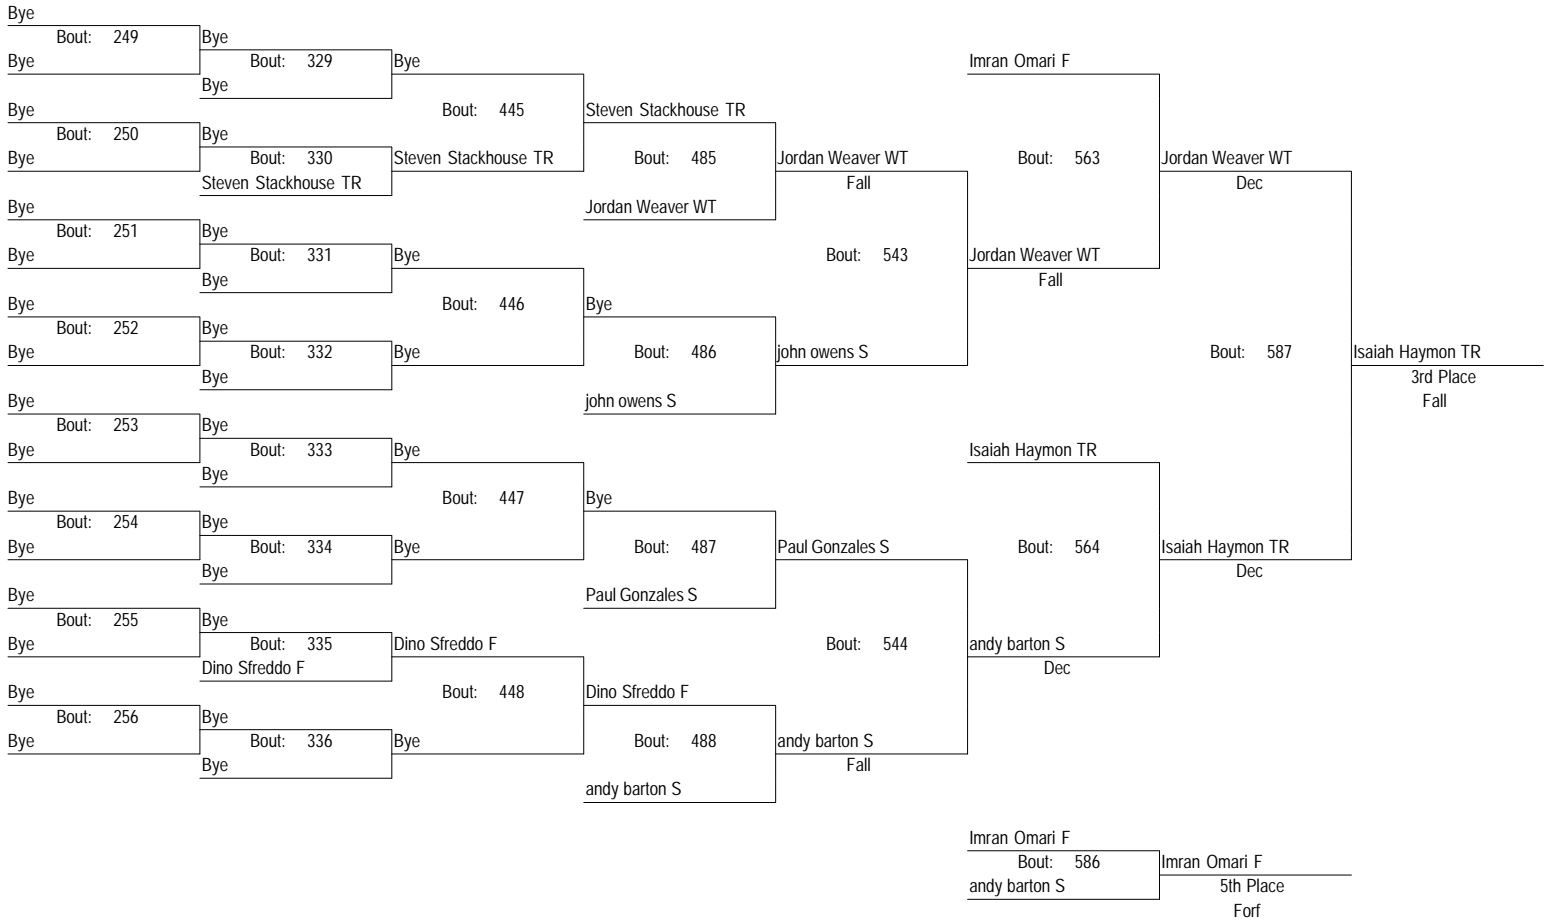 Bye
Bout: 249 Bye
Bye Bout: 329 Bye Imran Omari F
Bye
Bye Bout: 445 Steven Stackhouse TR
Bout: 250 Bye
Bye Bout: 330 Steven Stackhouse TR Bout: 485 Jordan Weaver WT Bout: 563 Jordan Weaver WT
Steven Stackhouse TR Fall Dec
Bye Jordan Weaver WT
Bout: 251 Bye
Bye Bout: 331 Bye Bout: 543 Jordan Weaver WT
Bye Fall
Bye Bout: 446 Bye
Bout: 252 Bye
Bye Bout: 332 Bye Bout: 486 john owens S Bout: 587 Isaiah Haymon TR
Bye 3rd Place
Bye john owens S Fall
Bout: 253 Bye
Bye Bout: 333 Bye Isaiah Haymon TR
Bye
Bye Bout: 447 Bye
Bout: 254 Bye
Bye Bout: 334 Bye Bout: 487 Paul Gonzales S Bout: 564 Isaiah Haymon TR
Bye Dec
Bye Paul Gonzales S
Bout: 255 Bye
Bye Bout: 335 Dino Sfreddo F Bout: 544 andy barton S
Dino Sfreddo F Dec
Bye Bout: 448 Dino Sfreddo F
Bout: 256 Bye
Bye Bout: 336 Bye Bout: 488 andy barton S
Bye Fall
andy barton S
Imran Omari F
Bout: 586 Imran Omari F
andy barton S 5th Place
Forf